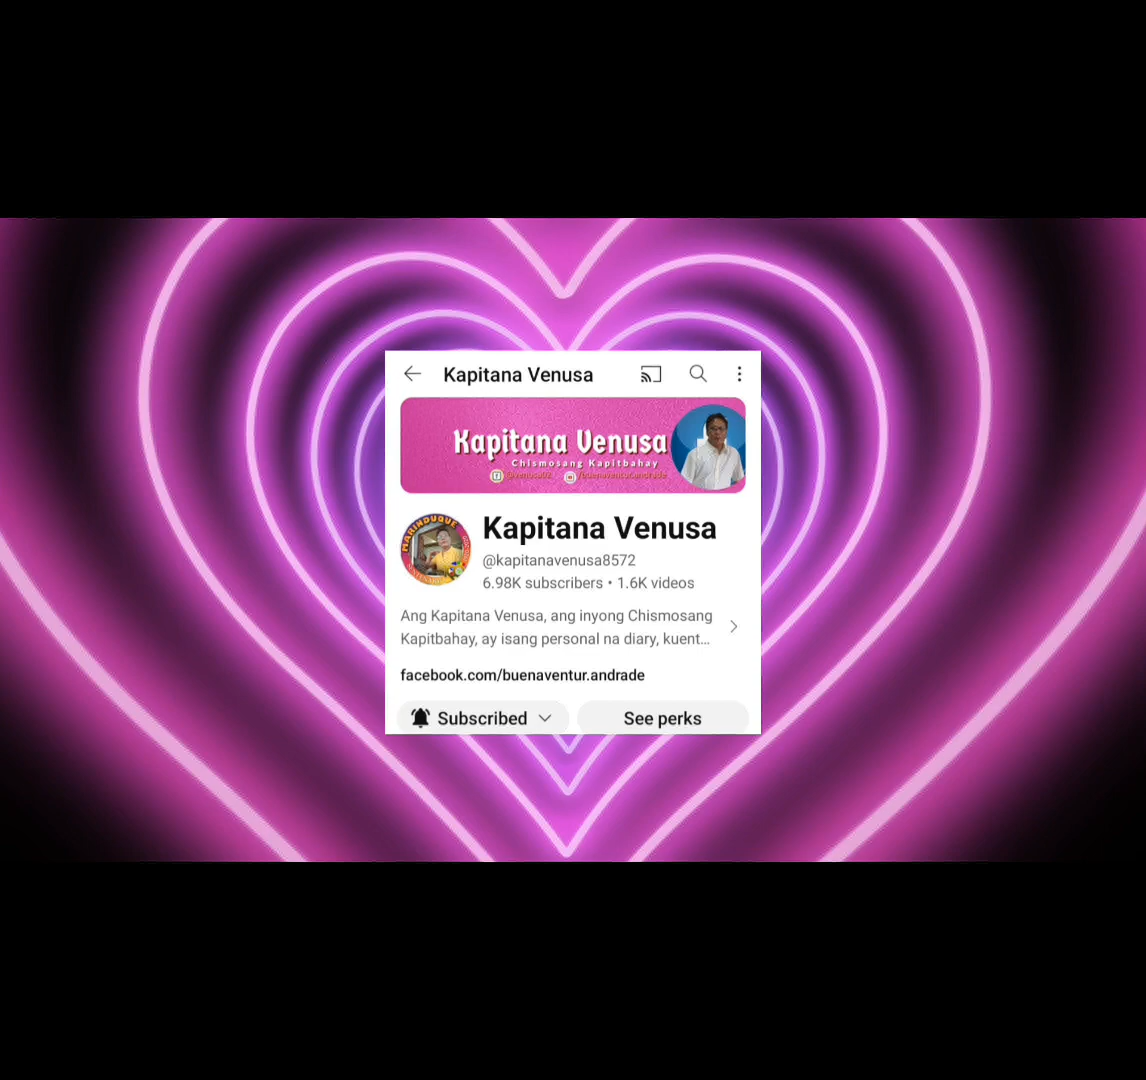 Kapitana Venusa
Kapitana Venusa
Chismosang Kapitbahay
MARINDUQUE
Kapitana Venusa
@kapitanavenusa8572
6.98K subscribers • 1.6K videos
Ang Kapitana Venusa, ang inyong Chismosang
Kapitbahay, ay isang personal na diary, kuent...
facebook.com/buenaventur.andrade
Subscribed
See perks